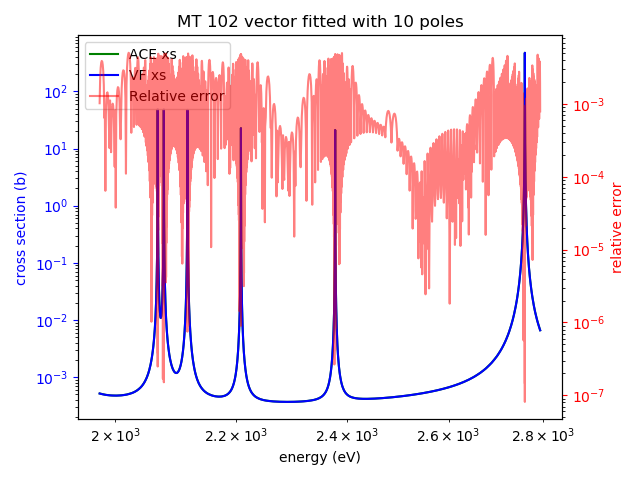 MT 102 vector fitted with 10 poles
ACE xs
VF xs
Relative error
10²
10¹
10⁰
10⁻¹
10⁻²
10⁻³
cross section (b)
10⁻³
10⁻⁴
10⁻⁵
10⁻⁶
10⁻⁷
relative error
2 × 10³ 2.2 × 10³ 2.4 × 10³ 2.6 × 10³ 2.8 × 10³
energy (eV)